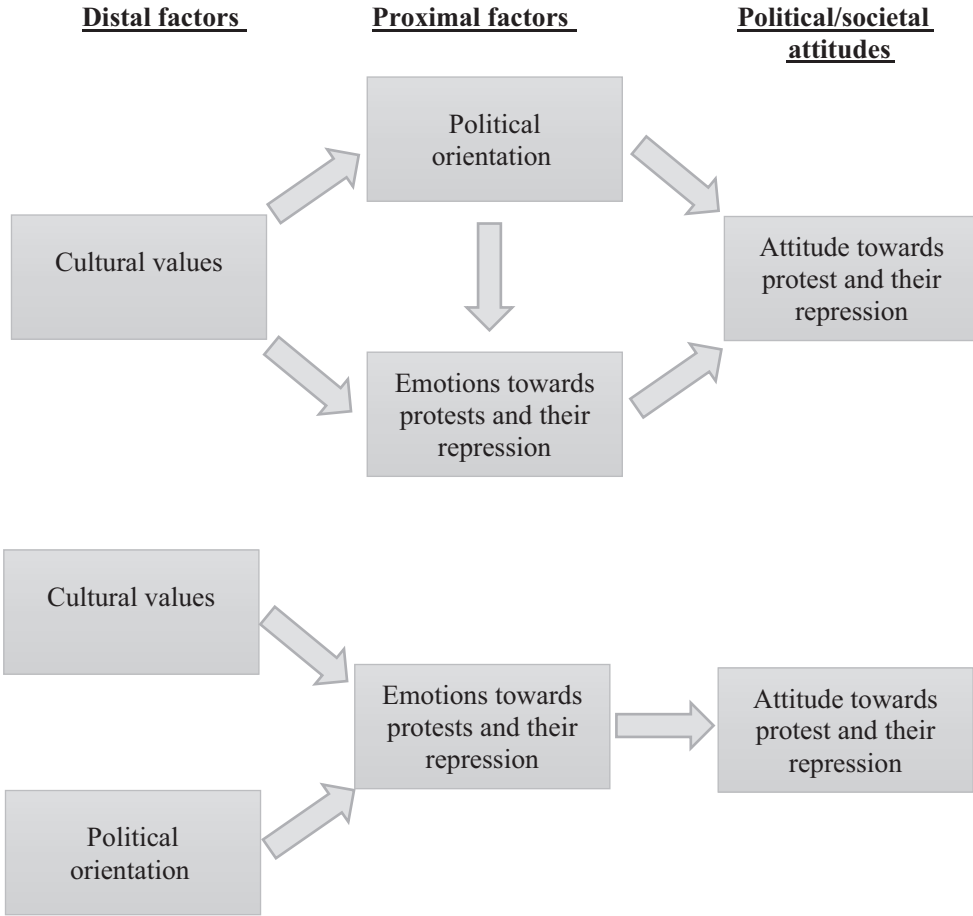 Distal factors
Proximal factors
Political/societal
attitudes
Political
orientation
Cultural values
Attitude towards
protest and their
repression
Emotions towards
protests and their
repression
Cultural values
Emotions towards
protests and their
repression
Attitude towards
protest and their
repression
Political
orientation